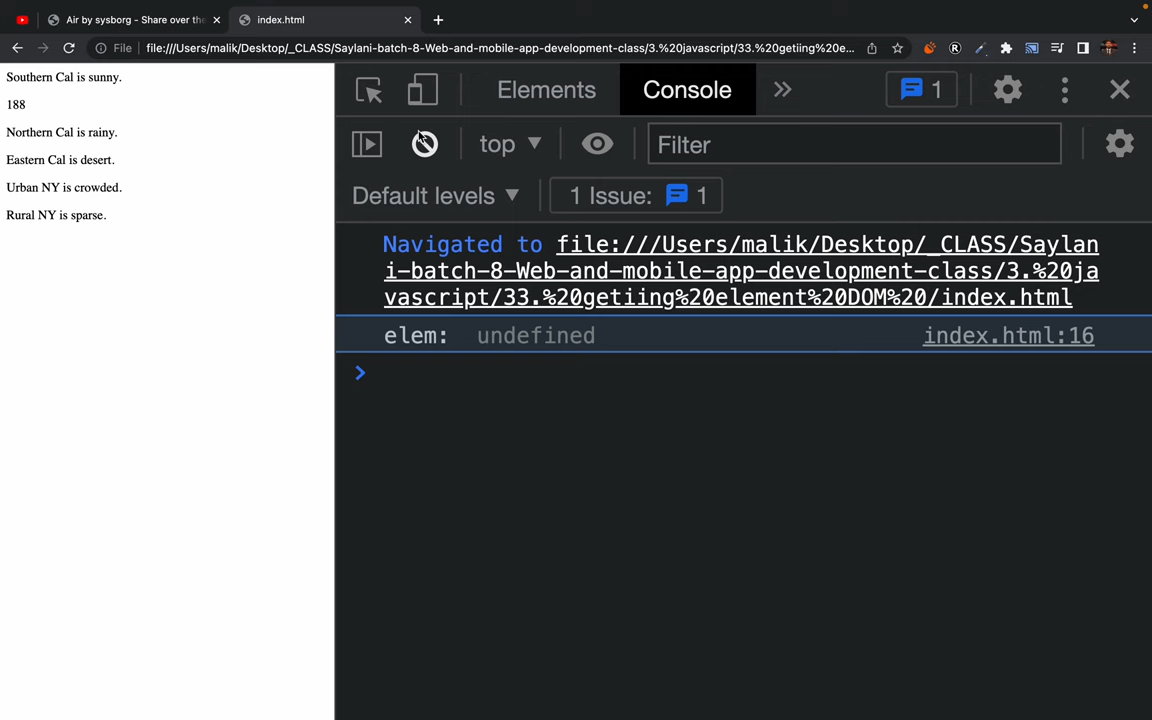 Air by sysborg - Share over the
index.html
File
file:///Users/malik/Desktop/_CLASS/Saylani-batch-8-Web-and-mobile-app-development-class/3.%20javascript/33.%20getiing%20e...
Southern Cal is sunny.
188
Northern Cal is rainy.
Eastern Cal is desert.
Urban NY is crowded.
Rural NY is sparse.
Elements
Console
1
top
Filter
Default levels
1 Issue: 1
Navigated to file:///Users/malik/Desktop/_CLASS/Saylan
i-batch-8-Web-and-mobile-app-development-class/3.%20ja
vascript/33.%20getiing%20element%20DOM%20/index.html
elem: undefined index.html:16